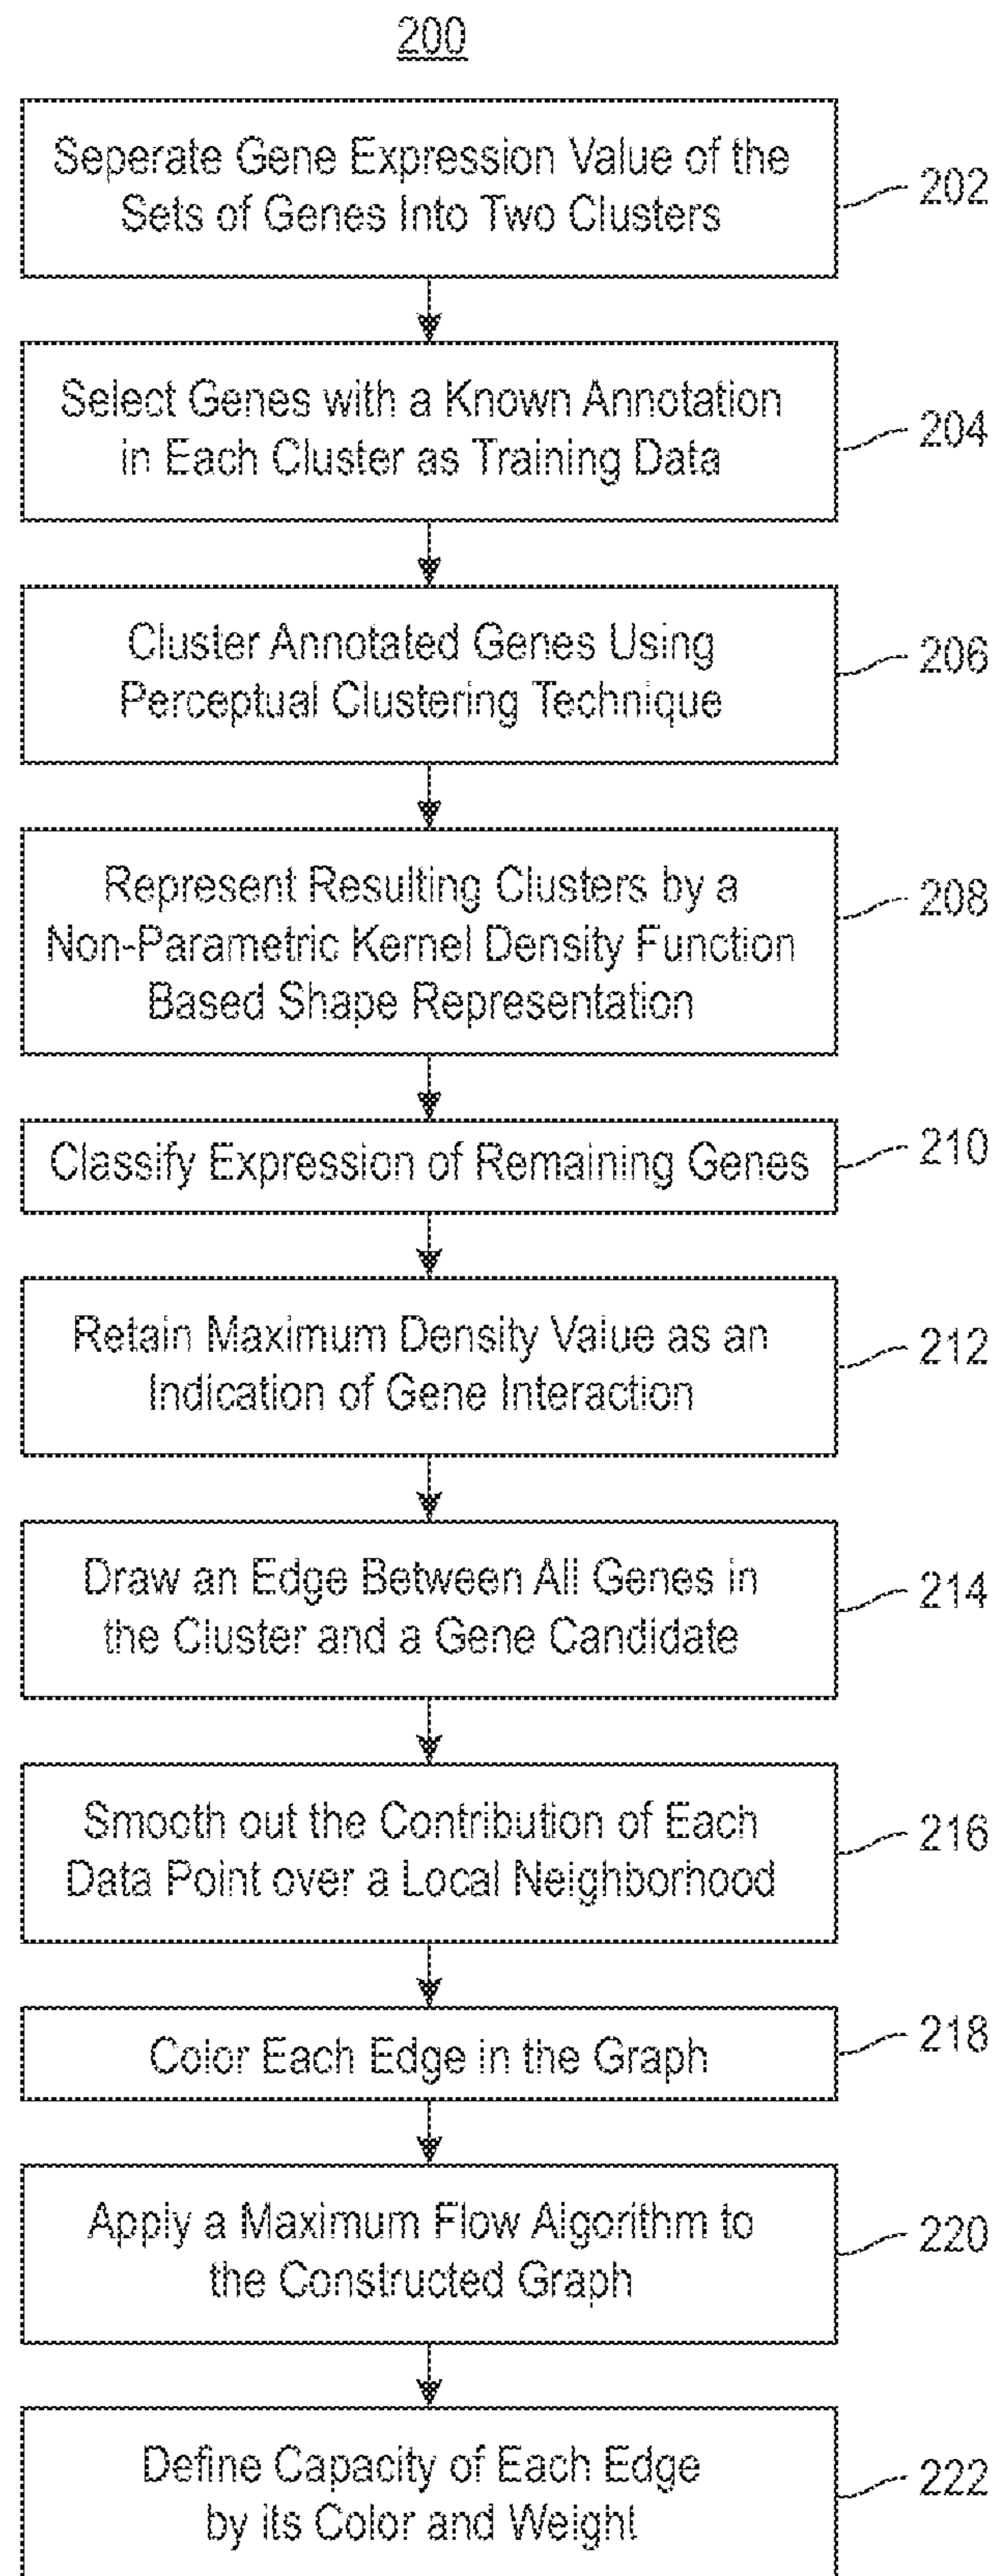 200
Seperate Gene Expression Value of the
Sets of Genes Into Two Clusters
202
Select Genes with a Known Annotation
in Each Cluster as Training Data
204
Cluster Annotated Genes Using
Perceptual Clustering Technique
206
Represent Resulting Clusters by a
Non-Parametric Kernel Density Function
Based Shape Representation
208
Classify Expression of Remaining Genes
210
Retain Maximum Density Value as an
Indication of Gene Interaction
212
Draw an Edge Between All Genes in
the Cluster and a Gene Candidate
214
Smooth out the Contribution of Each
Data Point over a Local Neighborhood
216
Color Each Edge in the Graph
218
Apply a Maximum Flow Algorithm to
the Constructed Graph
220
Define Capacity of Each Edge
by its Color and Weight
222